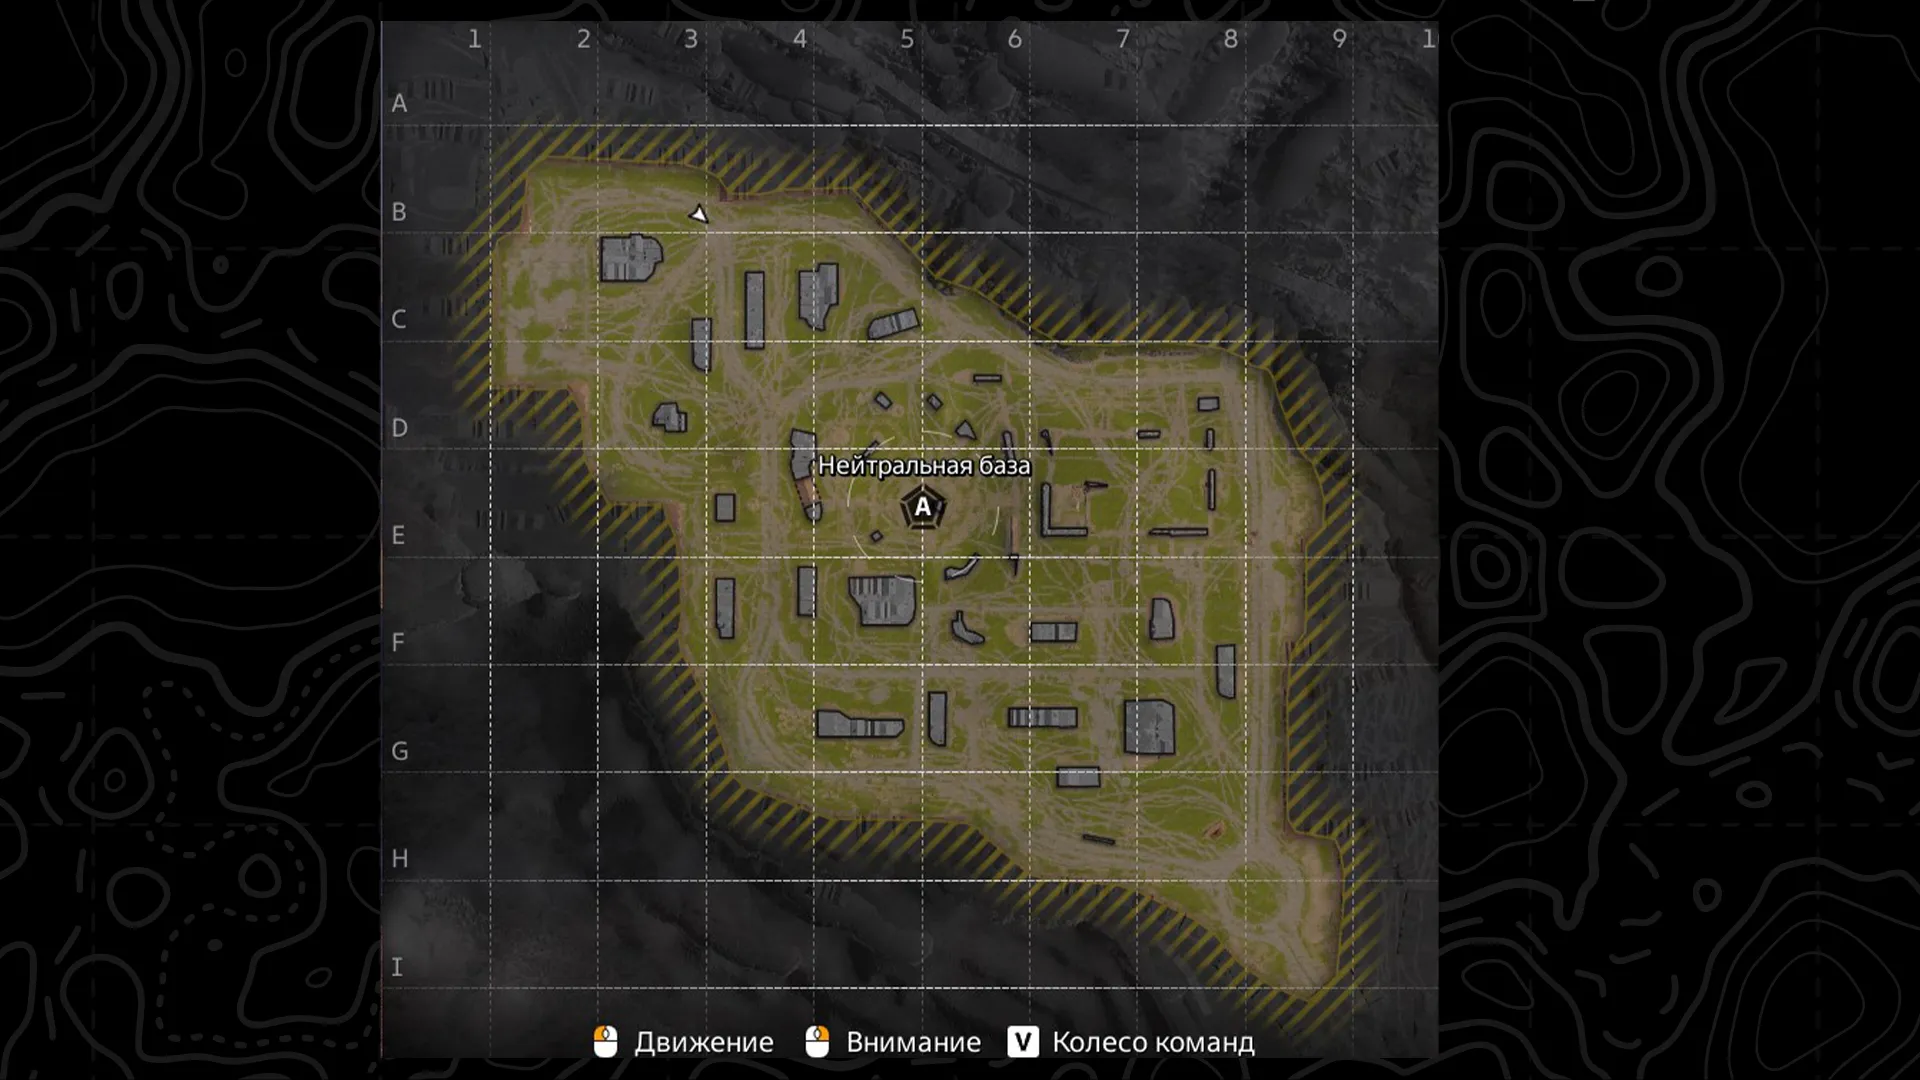 1 2 3 4 5 6 7 8 9 1
A
B
C
D
Нейтральная база
A
E
F
G
H
I
Движение Внимание V Колесо команд